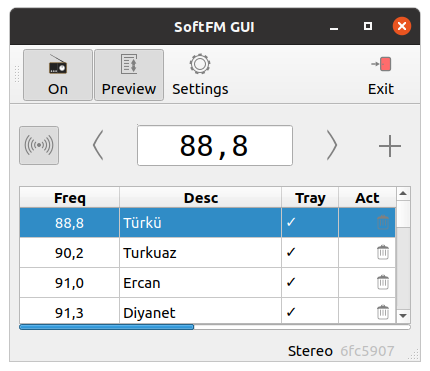 SoftFM GUI
On Preview Settings Exit
88,8
Freq Desc Tray Act
88,8 Türkü ✓
90,2 Turkuaz ✓
91,0 Ercan ✓
91,3 Diyanet ✓
Stereo 6fc5907